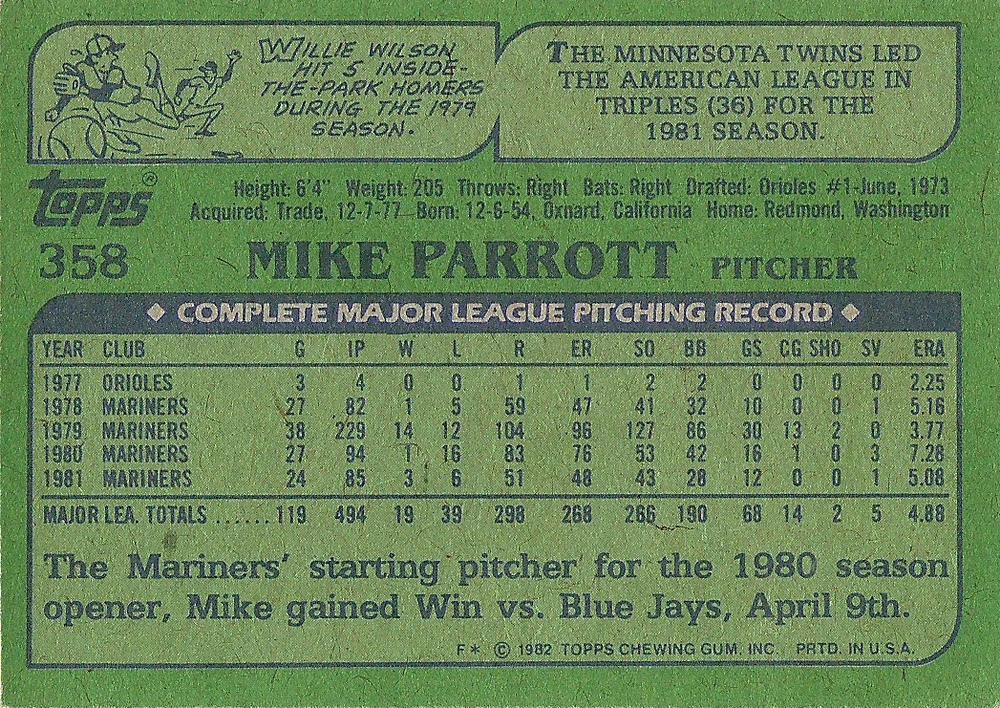 WILLIE WILSON
HIT 5 INSIDE-
THE-PARK HOMERS
DURING THE 1979
SEASON.
THE MINNESOTA TWINS LED
THE AMERICAN LEAGUE IN
TRIPLES (36) FOR THE
1981 SEASON.
Topps®
Height: 6'4" Weight: 205 Throws: Right Bats: Right Drafted: Orioles #1-June, 1973
Acquired: Trade, 12-7-77 Born: 12-6-54, Oxnard, California Home: Redmond, Washington
358 MIKE PARROTT PITCHER
◆ COMPLETE MAJOR LEAGUE PITCHING RECORD ◆
YEAR CLUB G IP W L R ER SO BB GS CG SHO SV ERA
1977 ORIOLES 3 4 0 0 1 1 2 2 0 0 0 0 2.25
1978 MARINERS 27 82 1 5 59 47 41 32 10 0 0 1 5.16
1979 MARINERS 38 229 14 12 104 96 127 86 30 13 2 0 3.77
1980 MARINERS 27 94 1 16 83 76 53 42 16 1 0 3 7.28
1981 MARINERS 24 85 3 6 51 48 43 28 12 0 0 1 5.08
MAJOR LEA. TOTALS ...... 119 494 19 39 298 268 266 190 68 14 2 5 4.88
The Mariners' starting pitcher for the 1980 season
opener, Mike gained Win vs. Blue Jays, April 9th.
F* © 1982 TOPPS CHEWING GUM, INC. PRTD. IN U.S.A.